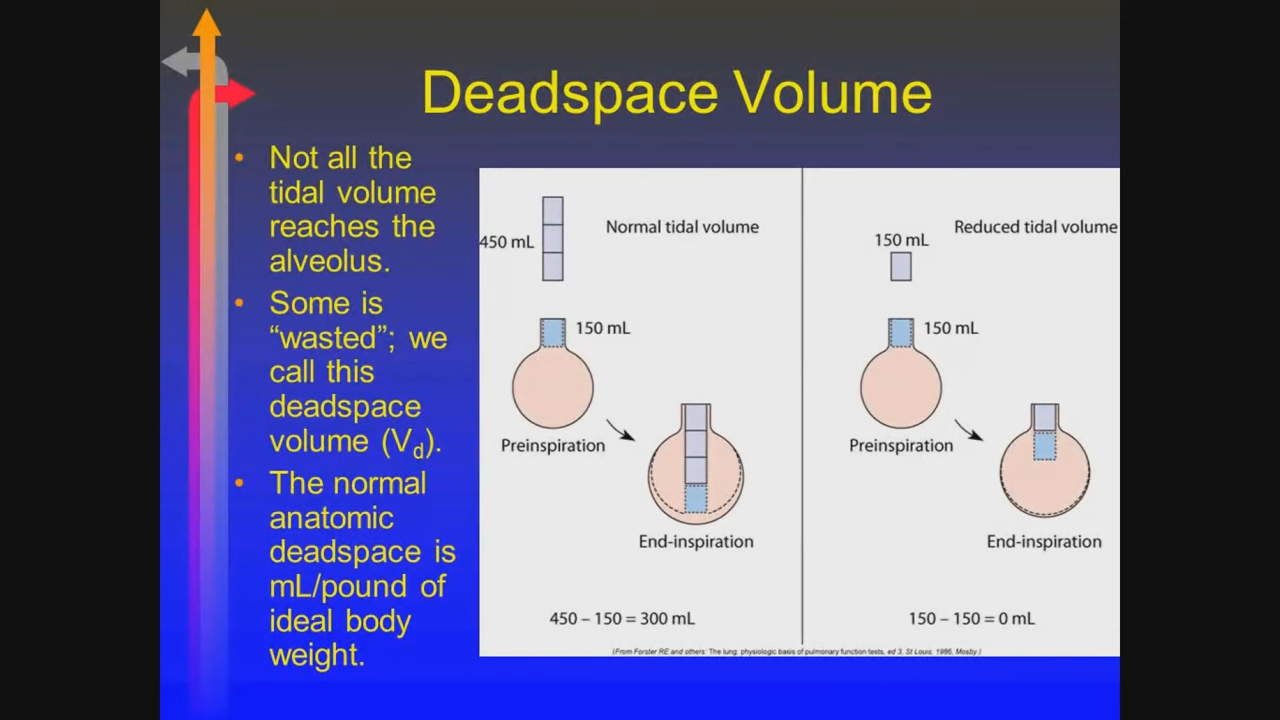 Deadspace Volume
• Not all the
tidal volume
reaches the
alveolus.
• Some is
“wasted”; we
call this
deadspace
volume (Vd).
• The normal
anatomic
deadspace is
mL/pound of
ideal body
weight.
Normal tidal volume
450 mL
150 mL
Preinspiration
End-inspiration
450 – 150 = 300 mL
Reduced tidal volume
150 mL
150 mL
Preinspiration
End-inspiration
150 – 150 = 0 mL
(From Forster RE and others: The lung: physiologic basis of pulmonary function tests, ed 3, St Louis, 1986, Mosby.)